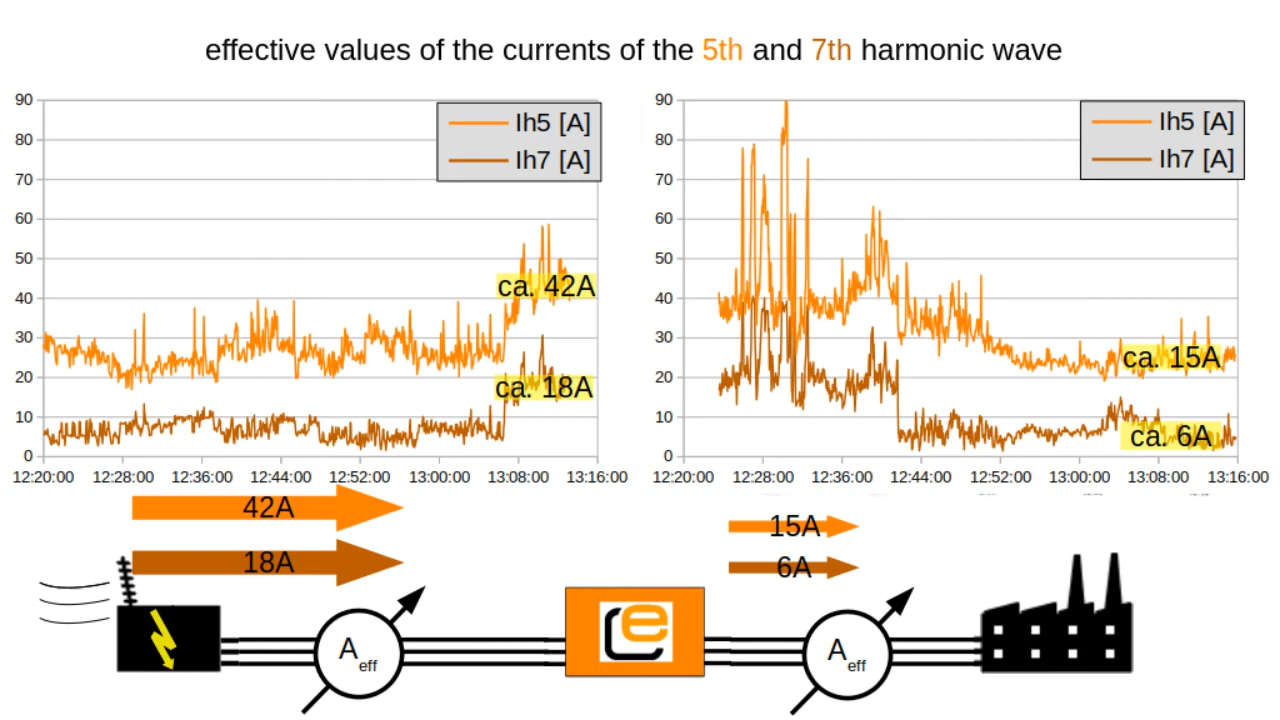 effective values of the currents of the 5th and 7th harmonic wave
90
80
70
60
50
40
30
20
10
0
Ih5 [A]
Ih7 [A]
ca. 42A
ca. 18A
12:20:00 12:28:00 12:36:00 12:44:00 12:52:00 13:00:00 13:08:00 13:16:00
90
80
70
60
50
40
30
20
10
0
Ih5 [A]
Ih7 [A]
ca. 15A
ca. 6A
12:20:00 12:28:00 12:36:00 12:44:00 12:52:00 13:00:00 13:08:00 13:16:00
42A
18A
15A
6A
A eff
e
A eff